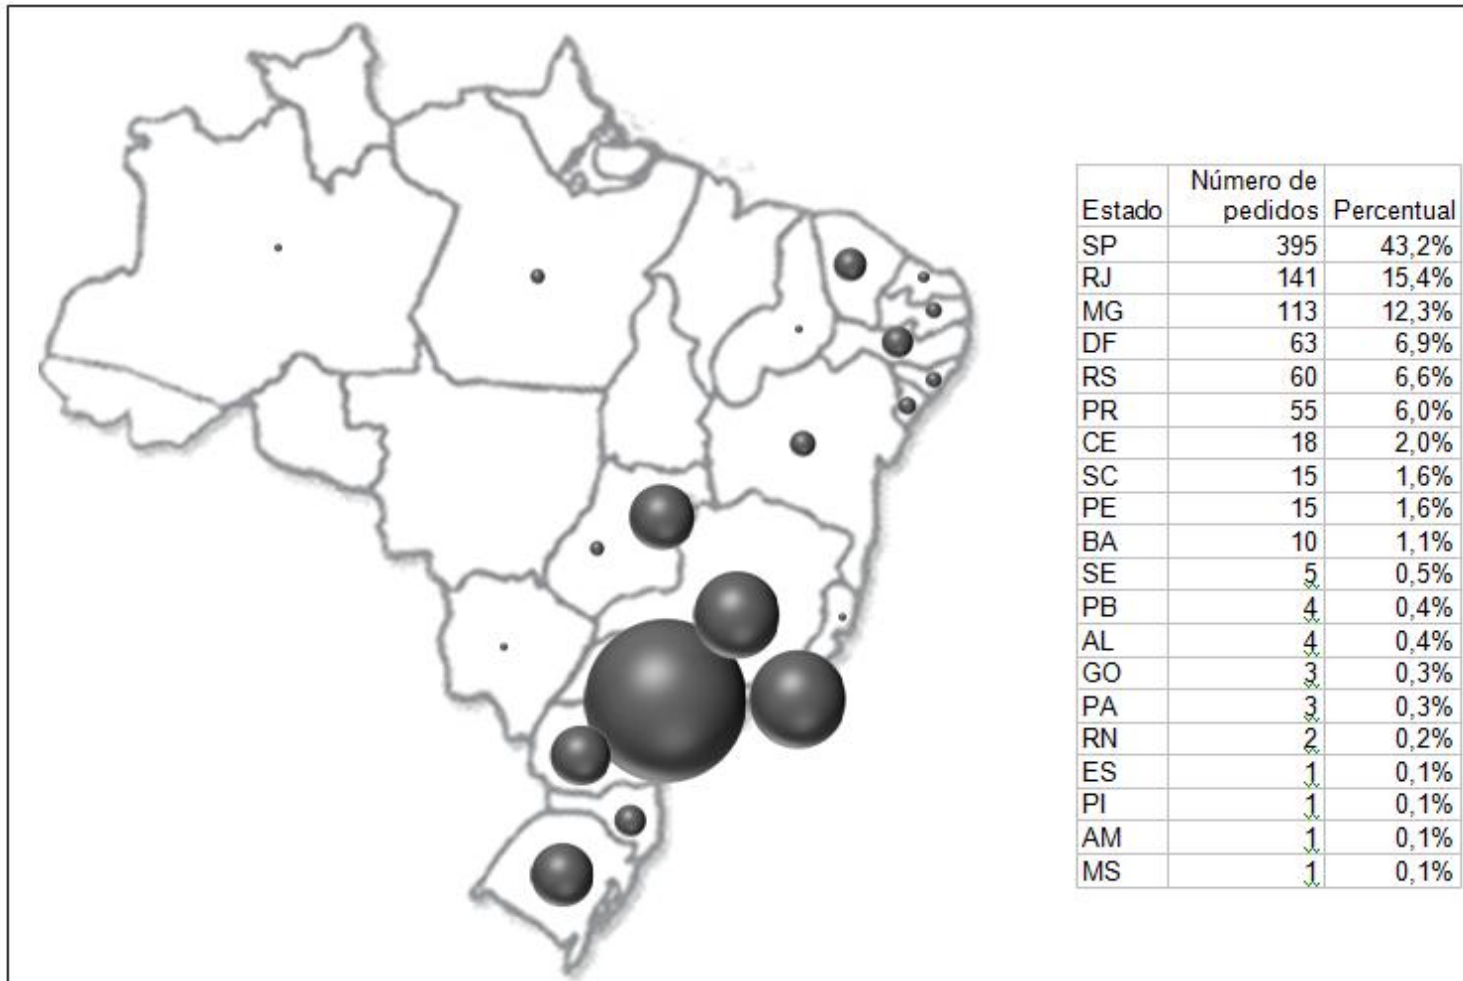 Estado Número de pedidos Percentual
SP 395 43,2%
RJ 141 15,4%
MG 113 12,3%
DF 63 6,9%
RS 60 6,6%
PR 55 6,0%
CE 18 2,0%
SC 15 1,6%
PE 15 1,6%
BA 10 1,1%
SE 5 0,5%
PB 4 0,4%
AL 4 0,4%
GO 3 0,3%
PA 3 0,3%
RN 2 0,2%
ES 1 0,1%
PI 1 0,1%
AM 1 0,1%
MS 1 0,1%